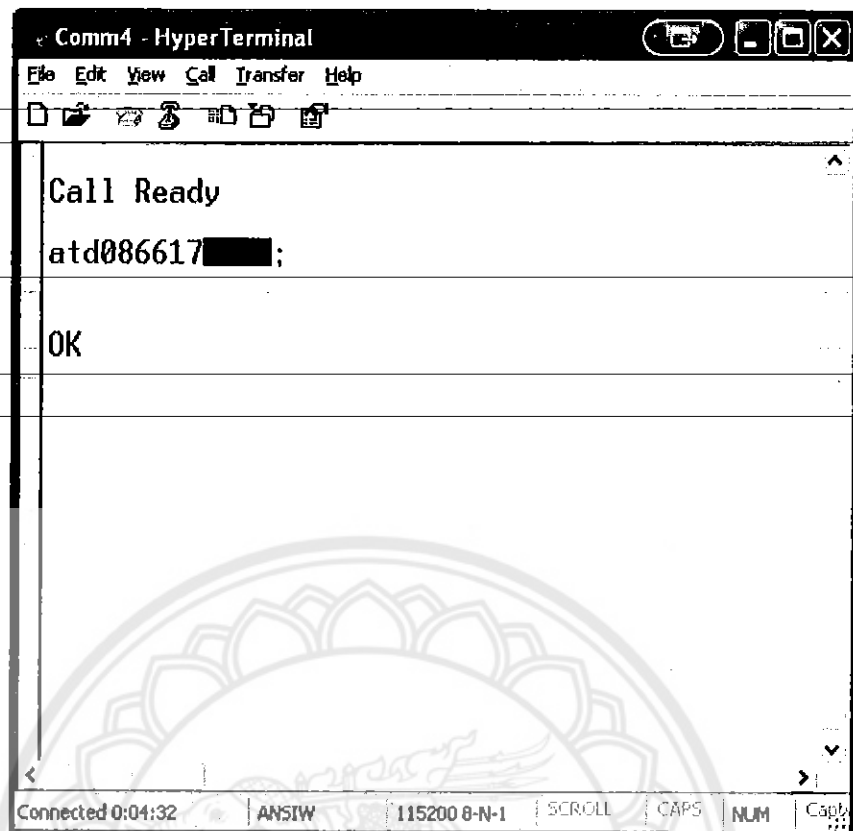 Comm4 - HyperTerminal
File Edit View Call Transfer Help
Call Ready
atd086617 ;
OK
Connected 0:04:32 ANSIW 115200 8-N-1 SCROLL CAPS NUM